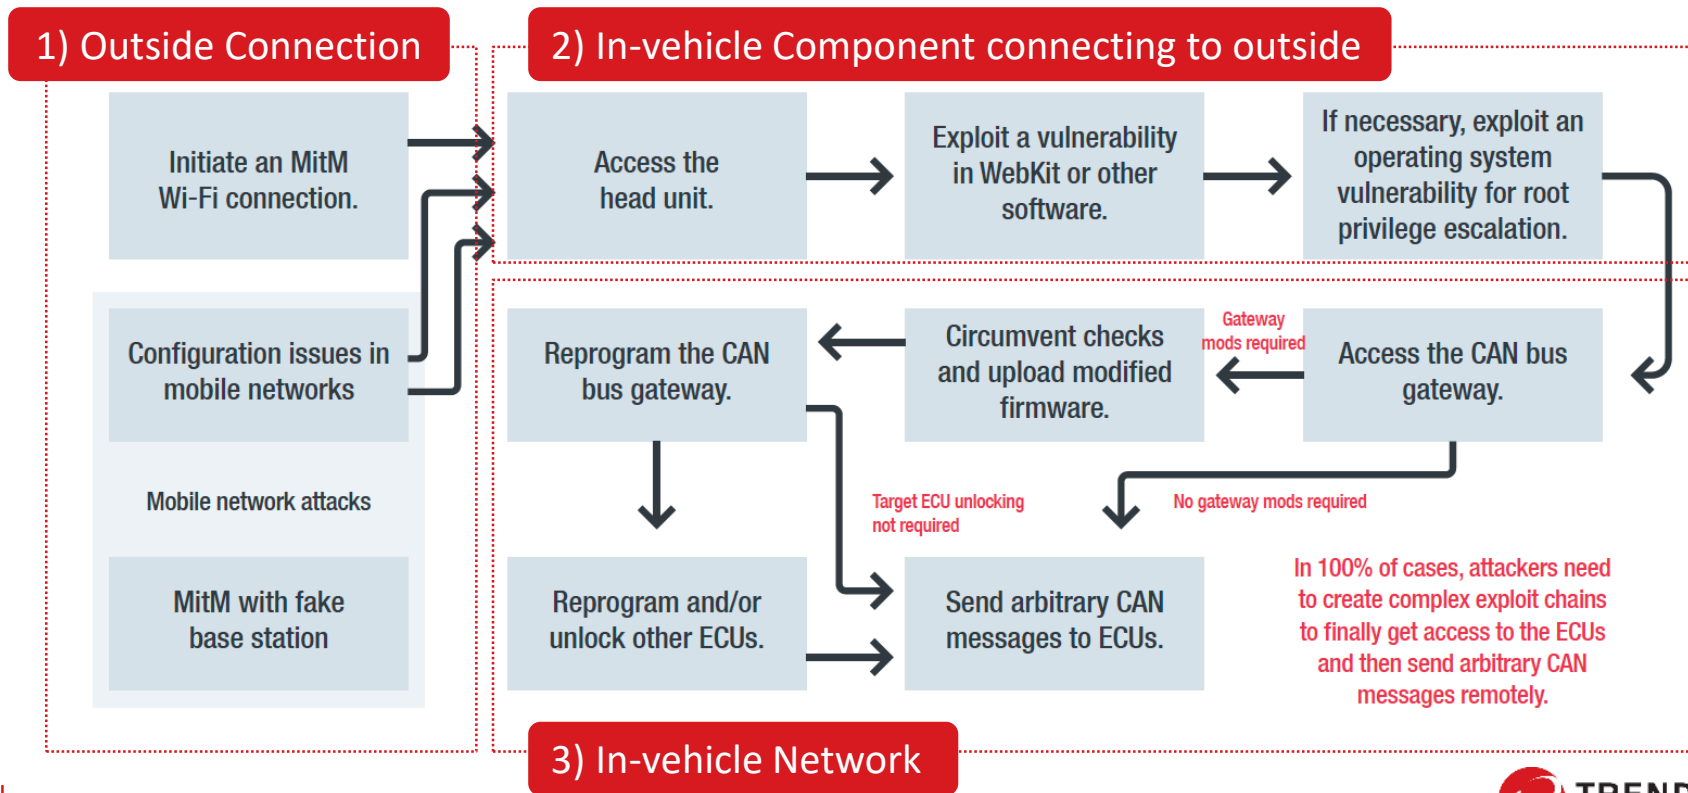 1) Outside Connection
2) In-vehicle Component connecting to outside
Initiate an MitM
Wi-Fi connection.
Access the
head unit.
Exploit a vulnerability
in WebKit or other
software.
If necessary, exploit an
operating system
vulnerability for root
privilege escalation.
Configuration issues in
mobile networks
Reprogram the CAN
bus gateway.
Circumvent checks
and upload modified
firmware.
Gateway
mods required
Access the CAN bus
gateway.
Mobile network attacks
Target ECU unlocking
not required
No gateway mods required
MitM with fake
base station
Reprogram and/or
unlock other ECUs.
Send arbitrary CAN
messages to ECUs.
In 100% of cases, attackers need
to create complex exploit chains
to finally get access to the ECUs
and then send arbitrary CAN
messages remotely.
3) In-vehicle Network
TREND